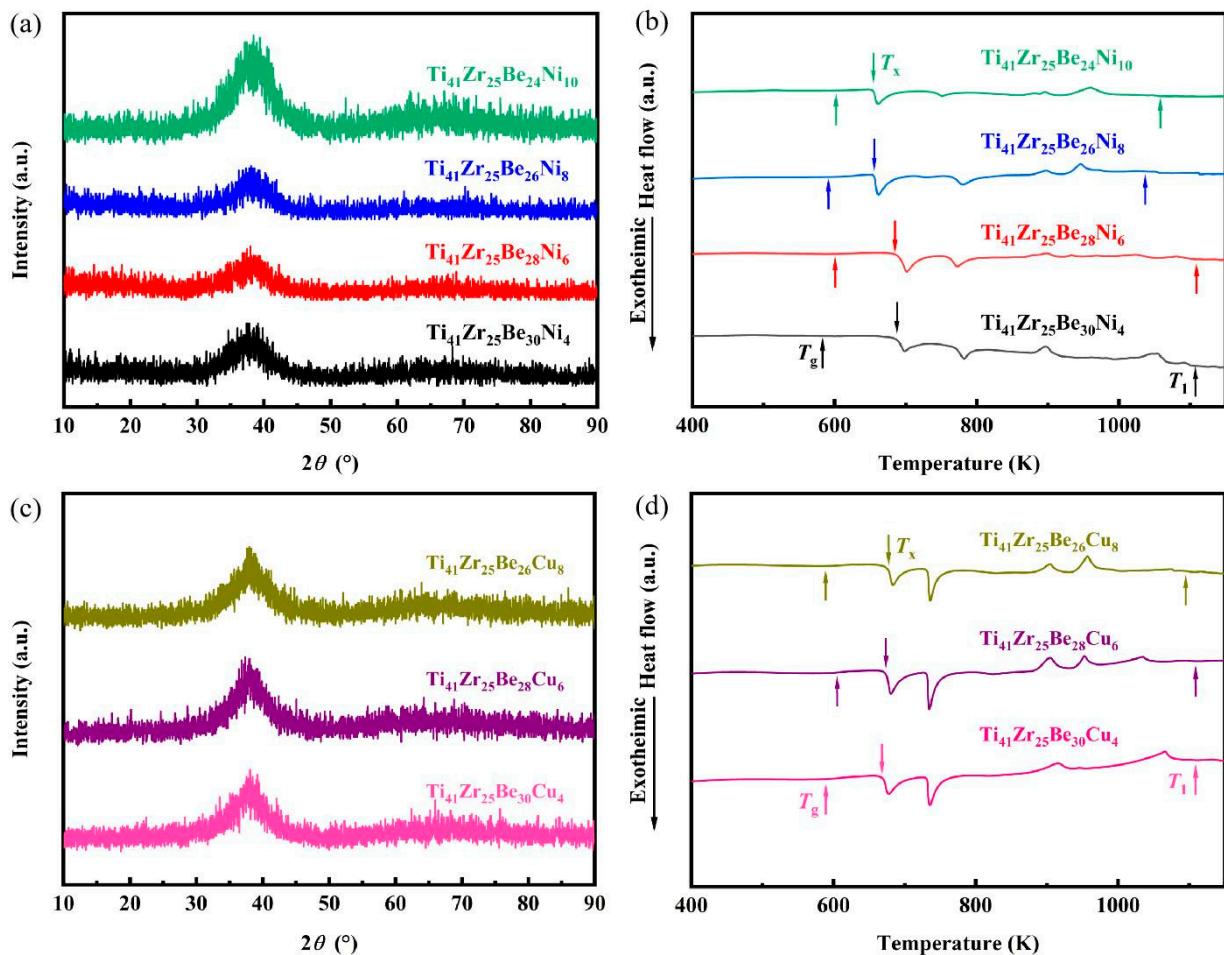 (a)
Intensity (a.u.)
Ti41Zr25Be24Ni10
Ti41Zr25Be26Ni8
Ti41Zr25Be28Ni6
Ti41Zr25Be30Ni4
10 20 30 40 50 60 70 80 90
2θ (°)
(b)
Exotheimic Heat flow (a.u.)
Tx
Ti41Zr25Be24Ni10
Ti41Zr25Be26Ni8
Ti41Zr25Be28Ni6
Ti41Zr25Be30Ni4
Tg
Tl
400 600 800 1000
Temperature (K)
(c)
Intensity (a.u.)
Ti41Zr25Be26Cu8
Ti41Zr25Be28Cu6
Ti41Zr25Be30Cu4
10 20 30 40 50 60 70 80 90
2θ (°)
(d)
Exotheimic Heat flow (a.u.)
Tx
Ti41Zr25Be26Cu8
Ti41Zr25Be28Cu6
Ti41Zr25Be30Cu4
Tg
Tl
400 600 800 1000
Temperature (K)